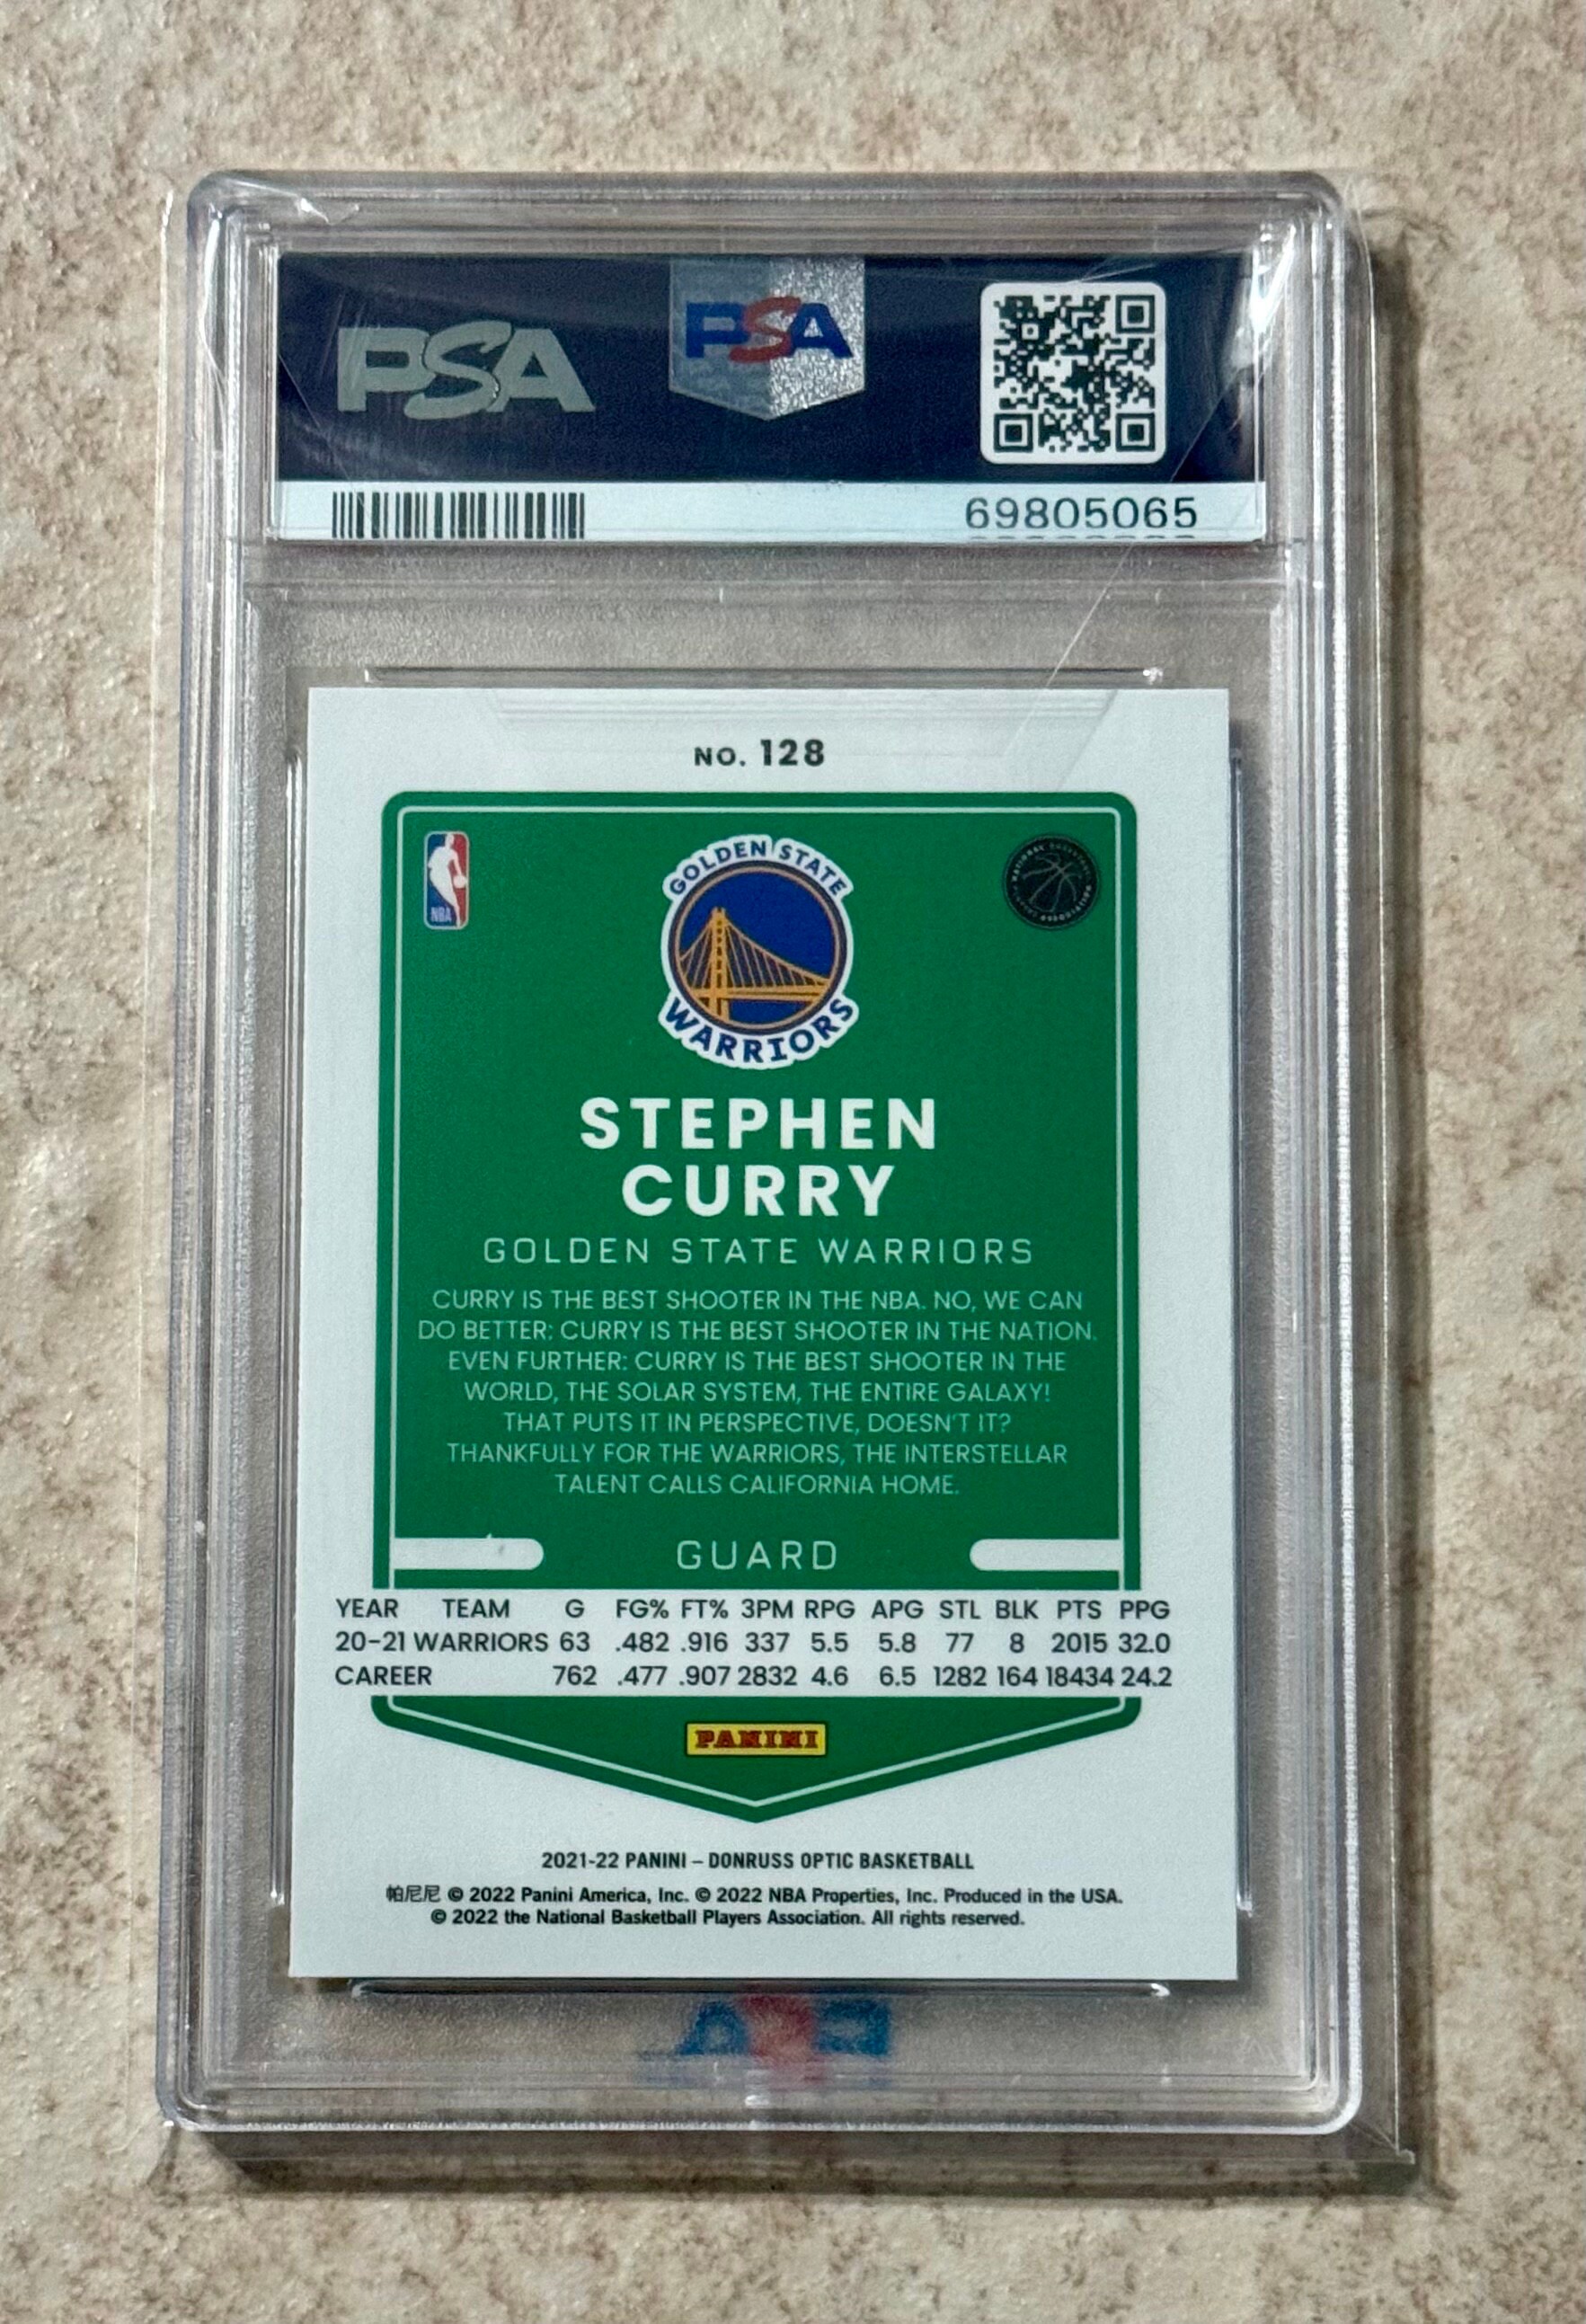 PSA
PSA
69805065
NO. 128
NBA
GOLDEN STATE
WARRIORS
STEPHEN
CURRY
GOLDEN STATE WARRIORS
CURRY IS THE BEST SHOOTER IN THE NBA. NO, WE CAN
DO BETTER: CURRY IS THE BEST SHOOTER IN THE NATION.
EVEN FURTHER: CURRY IS THE BEST SHOOTER IN THE
WORLD, THE SOLAR SYSTEM, THE ENTIRE GALAXY!
THAT PUTS IT IN PERSPECTIVE, DOESN'T IT?
THANKFULLY FOR THE WARRIORS, THE INTERSTELLAR
TALENT CALLS CALIFORNIA HOME.
GUARD
YEAR TEAM G FG% FT% 3PM RPG APG STL BLK PTS PPG
20-21 WARRIORS 63 .482 .916 337 5.5 5.8 77 8 2015 32.0
CAREER 762 .477 .907 2832 4.6 6.5 1282 164 18434 24.2
PANINI
2021-22 PANINI – DONRUSS OPTIC BASKETBALL
帕尼尼 © 2022 Panini America, Inc. © 2022 NBA Properties, Inc. Produced in the USA.
© 2022 the National Basketball Players Association. All rights reserved.
PSA